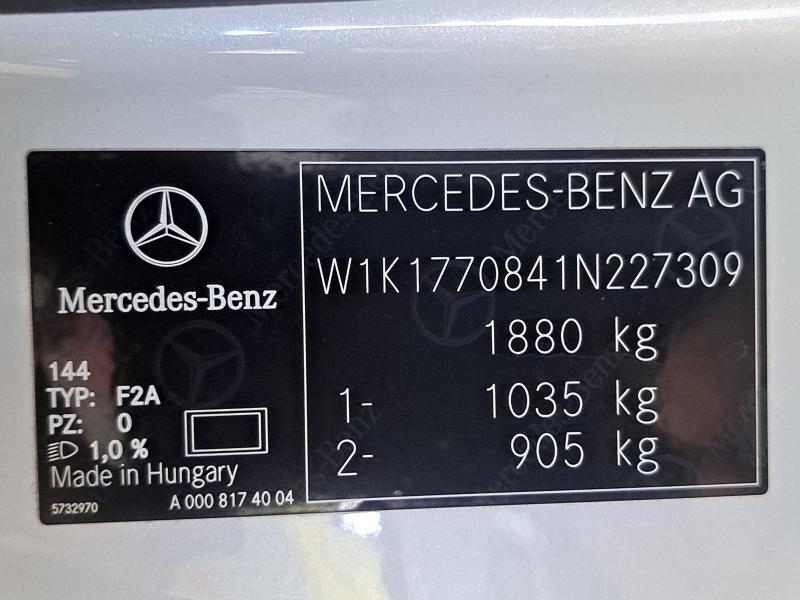 Mercedes-Benz
144
TYP: F2A
PZ: 0
1,0 %
Made in Hungary
5732970
A 000 817 40 04
MERCEDES-BENZ AG
W1K1770841N227309
1880 kg
1- 1035 kg
2- 905 kg